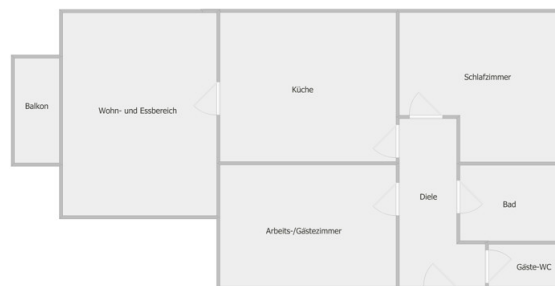 Schlafzimmer
Küche
Balkon
Wohn- und Essbereich
Diele
Bad
Arbeits-/Gästezimmer
Gäste-WC